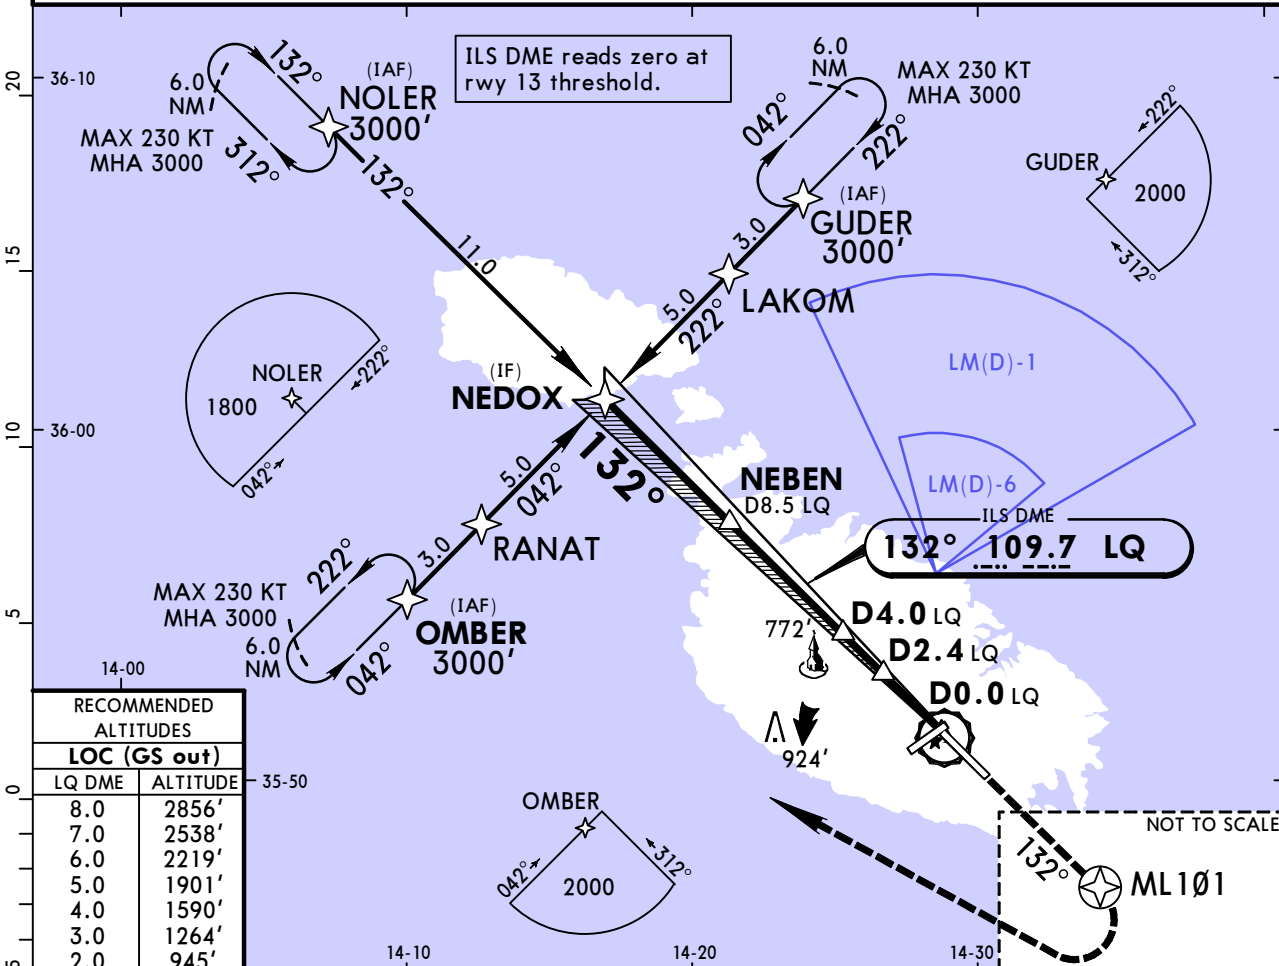 ILS DME reads zero at
rwy 13 threshold.
20
36-10
15
36-00
10
5
0
14-00
35-50
14-10
14-20
14-30
132°
(IAF)
NOLER
3000'
6.0
NM
MAX 230 KT
MHA 3000
312°
132°
11.0
6.0
NM
MAX 230 KT
MHA 3000
042°
222°
(IAF)
GUDER
3000'
3.0
LAKOM
5.0
222°
GUDER
2000
222°
312°
LM(D)-1
LM(D)-6
NOLER
1800
222°
042°
(IF)
NEDOX
132°
NEBEN
D8.5 LQ
ILS DME
132° 109.7 LQ
5.0
042°
RANAT
3.0
222°
MAX 230 KT
MHA 3000
6.0
NM
042°
(IAF)
OMBER
3000'
772'
D4.0 LQ
D2.4 LQ
D0.0 LQ
924'
OMBER
2000
042°
312°
NOT TO SCALE
132°
ML1Ø1
RECOMMENDED
ALTITUDES
LOC (GS out)
LQ DME ALTITUDE
8.0 2856'
7.0 2538'
6.0 2219'
5.0 1901'
4.0 1590'
3.0 1264'
2.0 945'